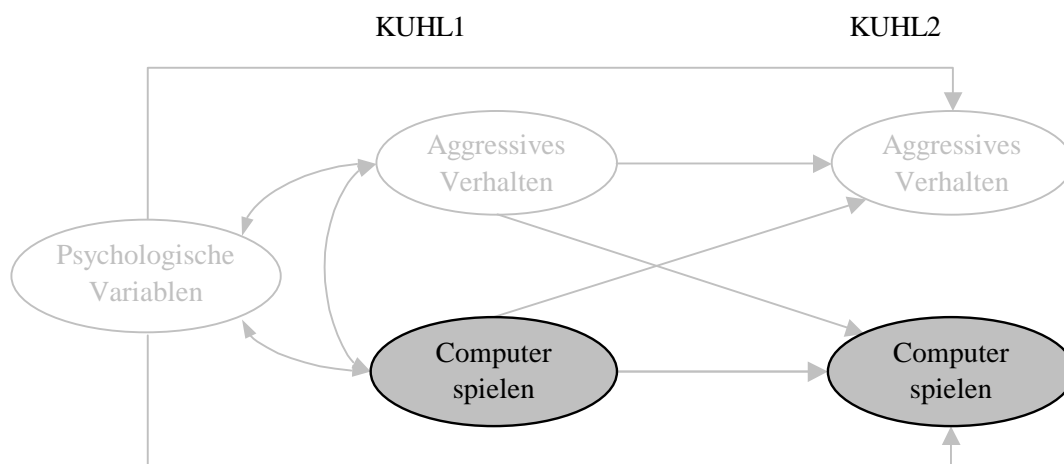 KUHL1
KUHL2
Aggressives
Verhalten
Aggressives
Verhalten
Psychologische
Variablen
Computer
spielen
Computer
spielen